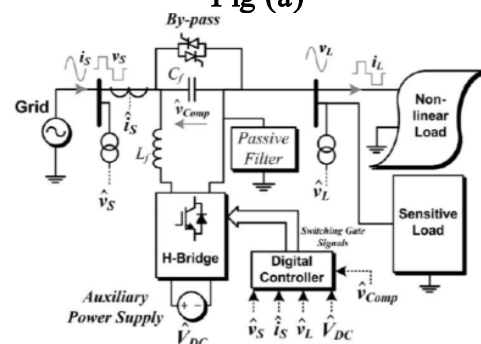 Fig (a)
By-pass
i_S v_S
C_f
v_L i_L
Grid
v̂_Comp
Non-
linear
Load
î_S
L_f
Passive
Filter
v̂_S
v̂_L
H-Bridge
Switching Gate
Signals
Sensitive
Load
Digital
Controller
v̂_Comp
Auxiliary
Power Supply
+ -
V̂_DC
v̂_S î_S v̂_L V̂_DC